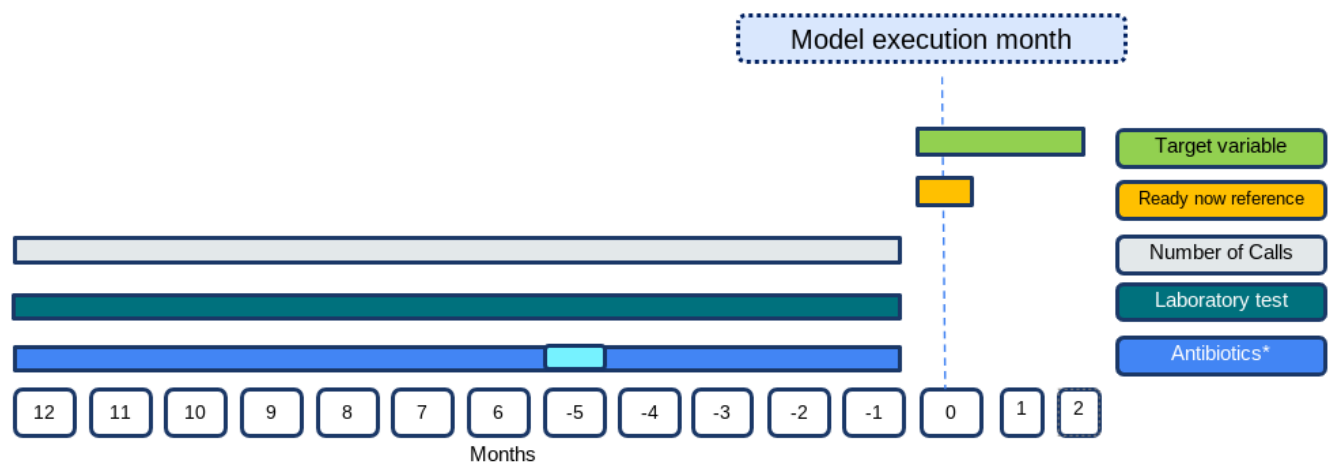 Model execution month
Target variable
Ready now reference
Number of Calls
Laboratory test
Antibiotics*
12 11 10 9 8 7 6 -5 -4 -3 -2 -1 0 1 2
Months